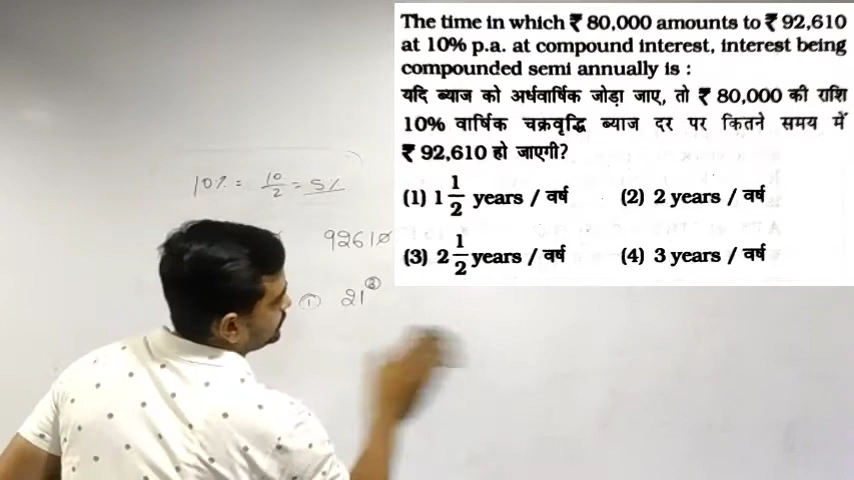 The time in which ₹ 80,000 amounts to ₹ 92,610
at 10% p.a. at compound interest, interest being
compounded semi annually is :
यदि ब्याज को अर्धवार्षिक जोड़ा जाए, तो ₹ 80,000 की राशि
10% वार्षिक चक्रवृद्धि ब्याज दर पर कितने समय में
₹ 92,610 हो जाएगी?
(1) 1 1/2 years / वर्ष (2) 2 years / वर्ष
(3) 2 1/2 years / वर्ष (4) 3 years / वर्ष
10% = 10/2 = 5%
92610
① 21³